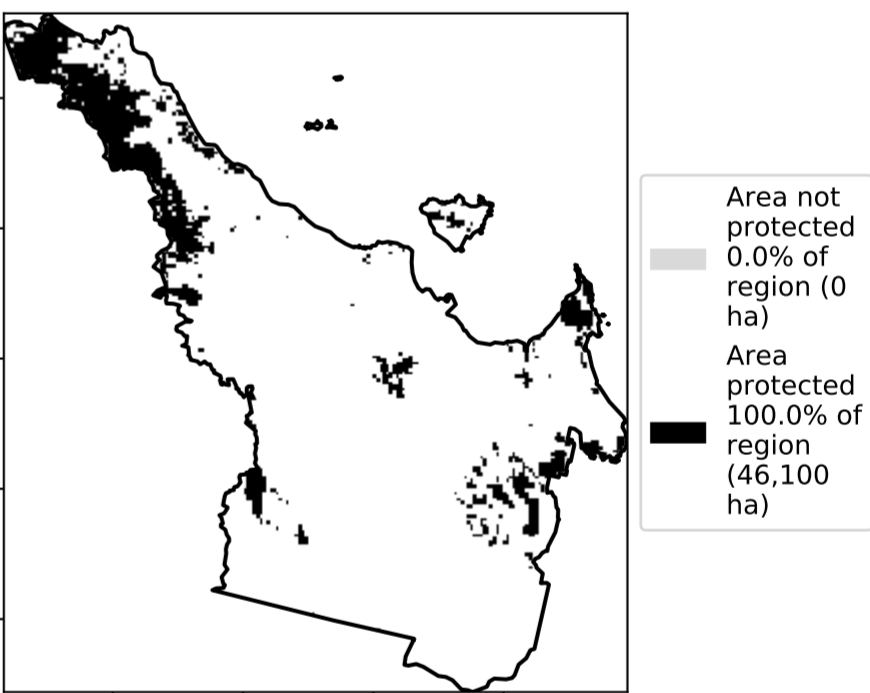 Area not
protected
0.0% of
region (0
ha)
Area
protected
100.0% of
region
(46,100
ha)